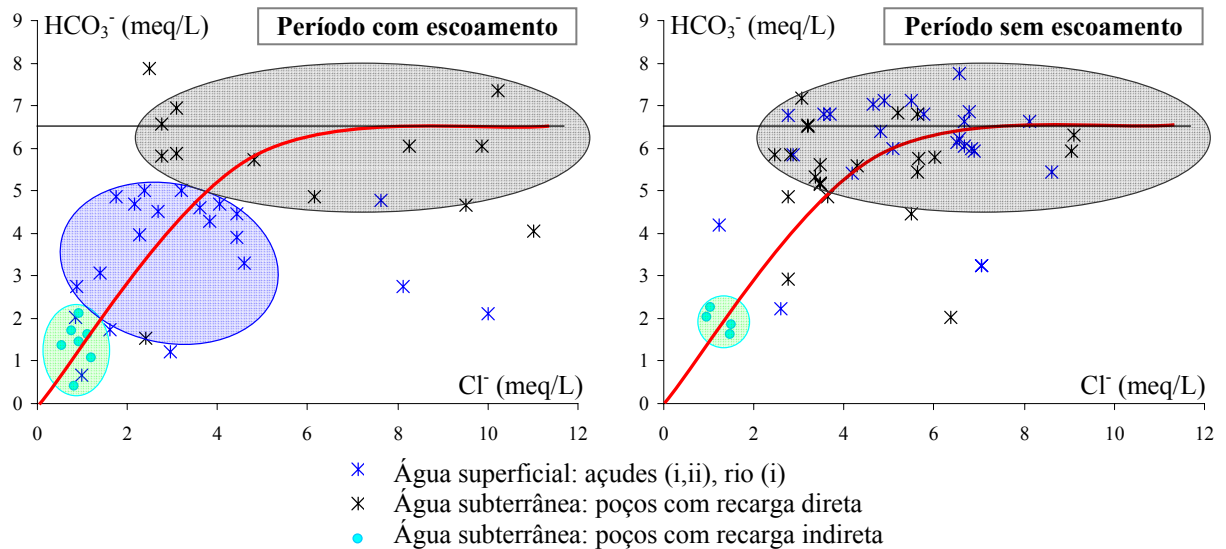 HCO₃⁻ (meq/L)
Período com escoamento
9
8
7
6
5
4
3
2
1
0
Cl⁻ (meq/L)
0 2 4 6 8 10 12
HCO₃⁻ (meq/L)
Período sem escoamento
9
8
7
6
5
4
3
2
1
0
Cl⁻ (meq/L)
0 2 4 6 8 10 12
Água superficial: açudes (i,ii), rio (i)
Água subterrânea: poços com recarga direta
Água subterrânea: poços com recarga indireta